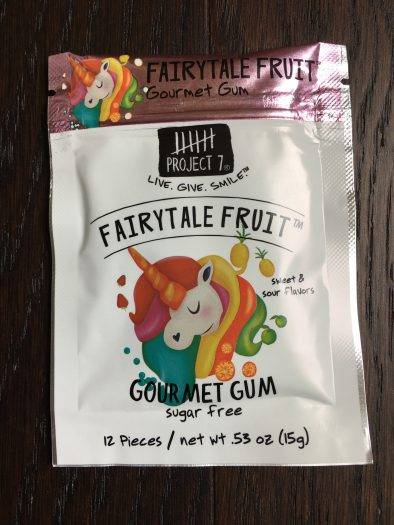 FAIRYTALE FRUIT™
Gourmet Gum
PROJECT 7®
LIVE. GIVE. SMILE.™
FAIRYTALE FRUIT™
sweet &
sour flavors
GOURMET GUM
sugar free
12 Pieces / net wt .53 oz (15g)